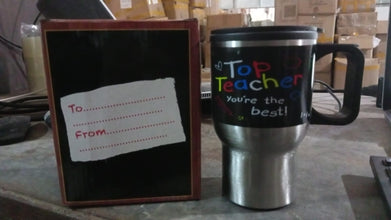 To..........................
..........................
From......................
..........................
..................
Top
Teacher
you're the
best!